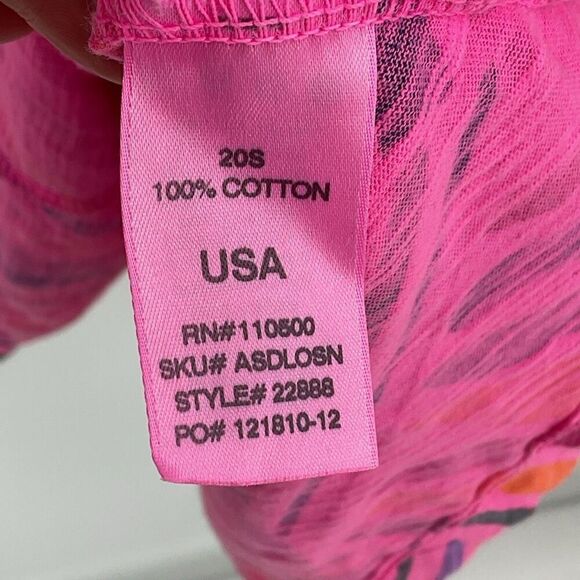 20S
100% COTTON
USA
RN#110500
SKU# ASDLOSN
STYLE# 22888
PO# 121810-12